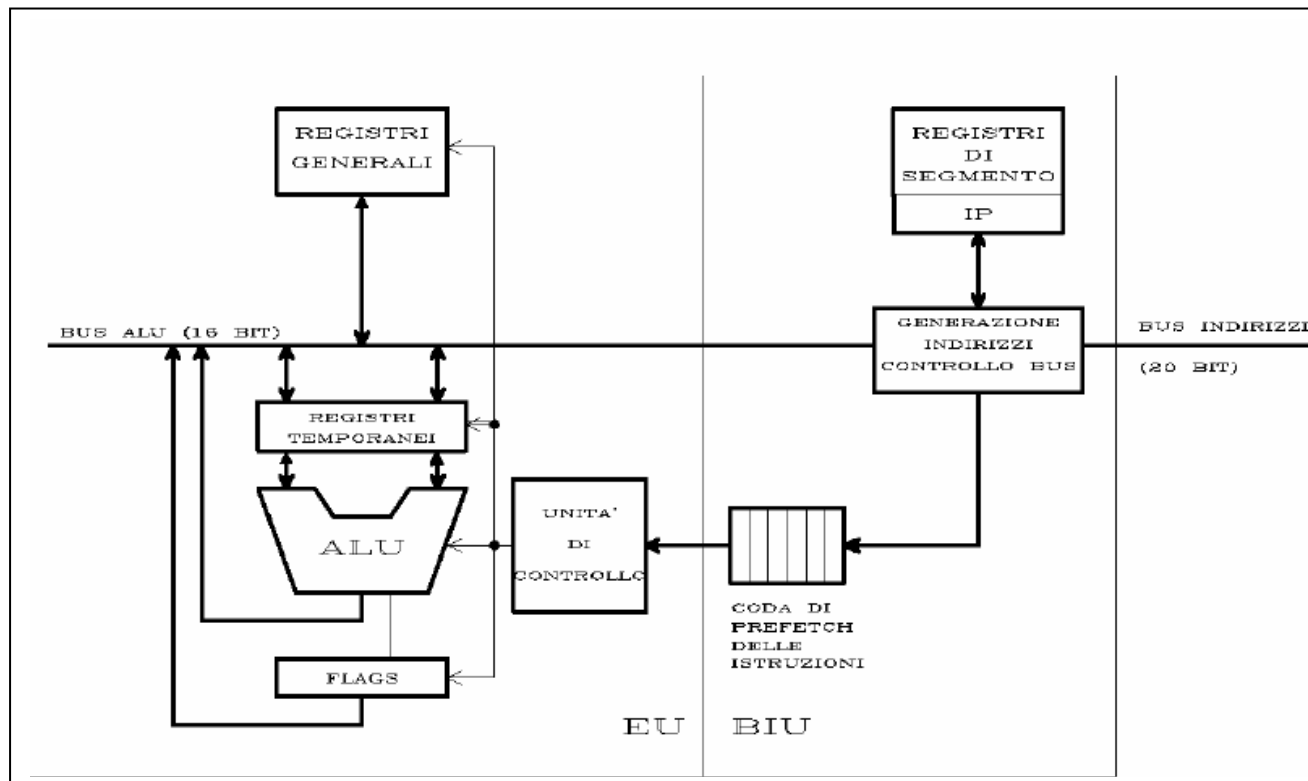 REGISTRI
GENERALI
REGISTRI
DI
SEGMENTO
IP
BUS ALU (16 BIT)
GENERAZIONE
INDIRIZZI
CONTROLLO BUS
BUS INDIRIZZI
(20 BIT)
REGISTRI
TEMPORANEI
ALU
UNITA'
DI
CONTROLLO
CODA DI
PREFETCH
DELLE
ISTRUZIONI
FLAGS
EU
BIU